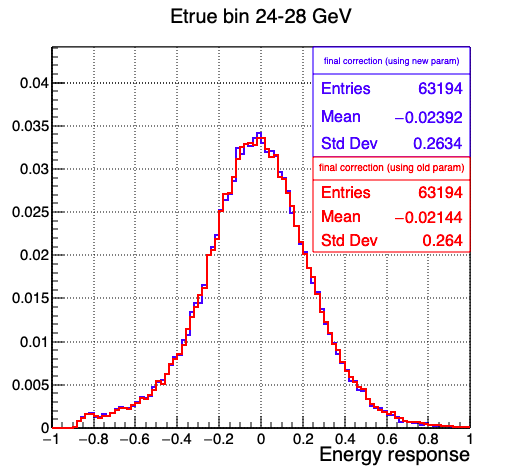 Etrue bin 24-28 GeV
final correction (using new param)
Entries 63194
Mean −0.02392
Std Dev 0.2634
final correction (using old param)
Entries 63194
Mean −0.02144
Std Dev 0.264
0.04
0.035
0.03
0.025
0.02
0.015
0.01
0.005
0
−1 −0.8 −0.6 −0.4 −0.2 0 0.2 0.4 0.6 0.8 1
Energy response